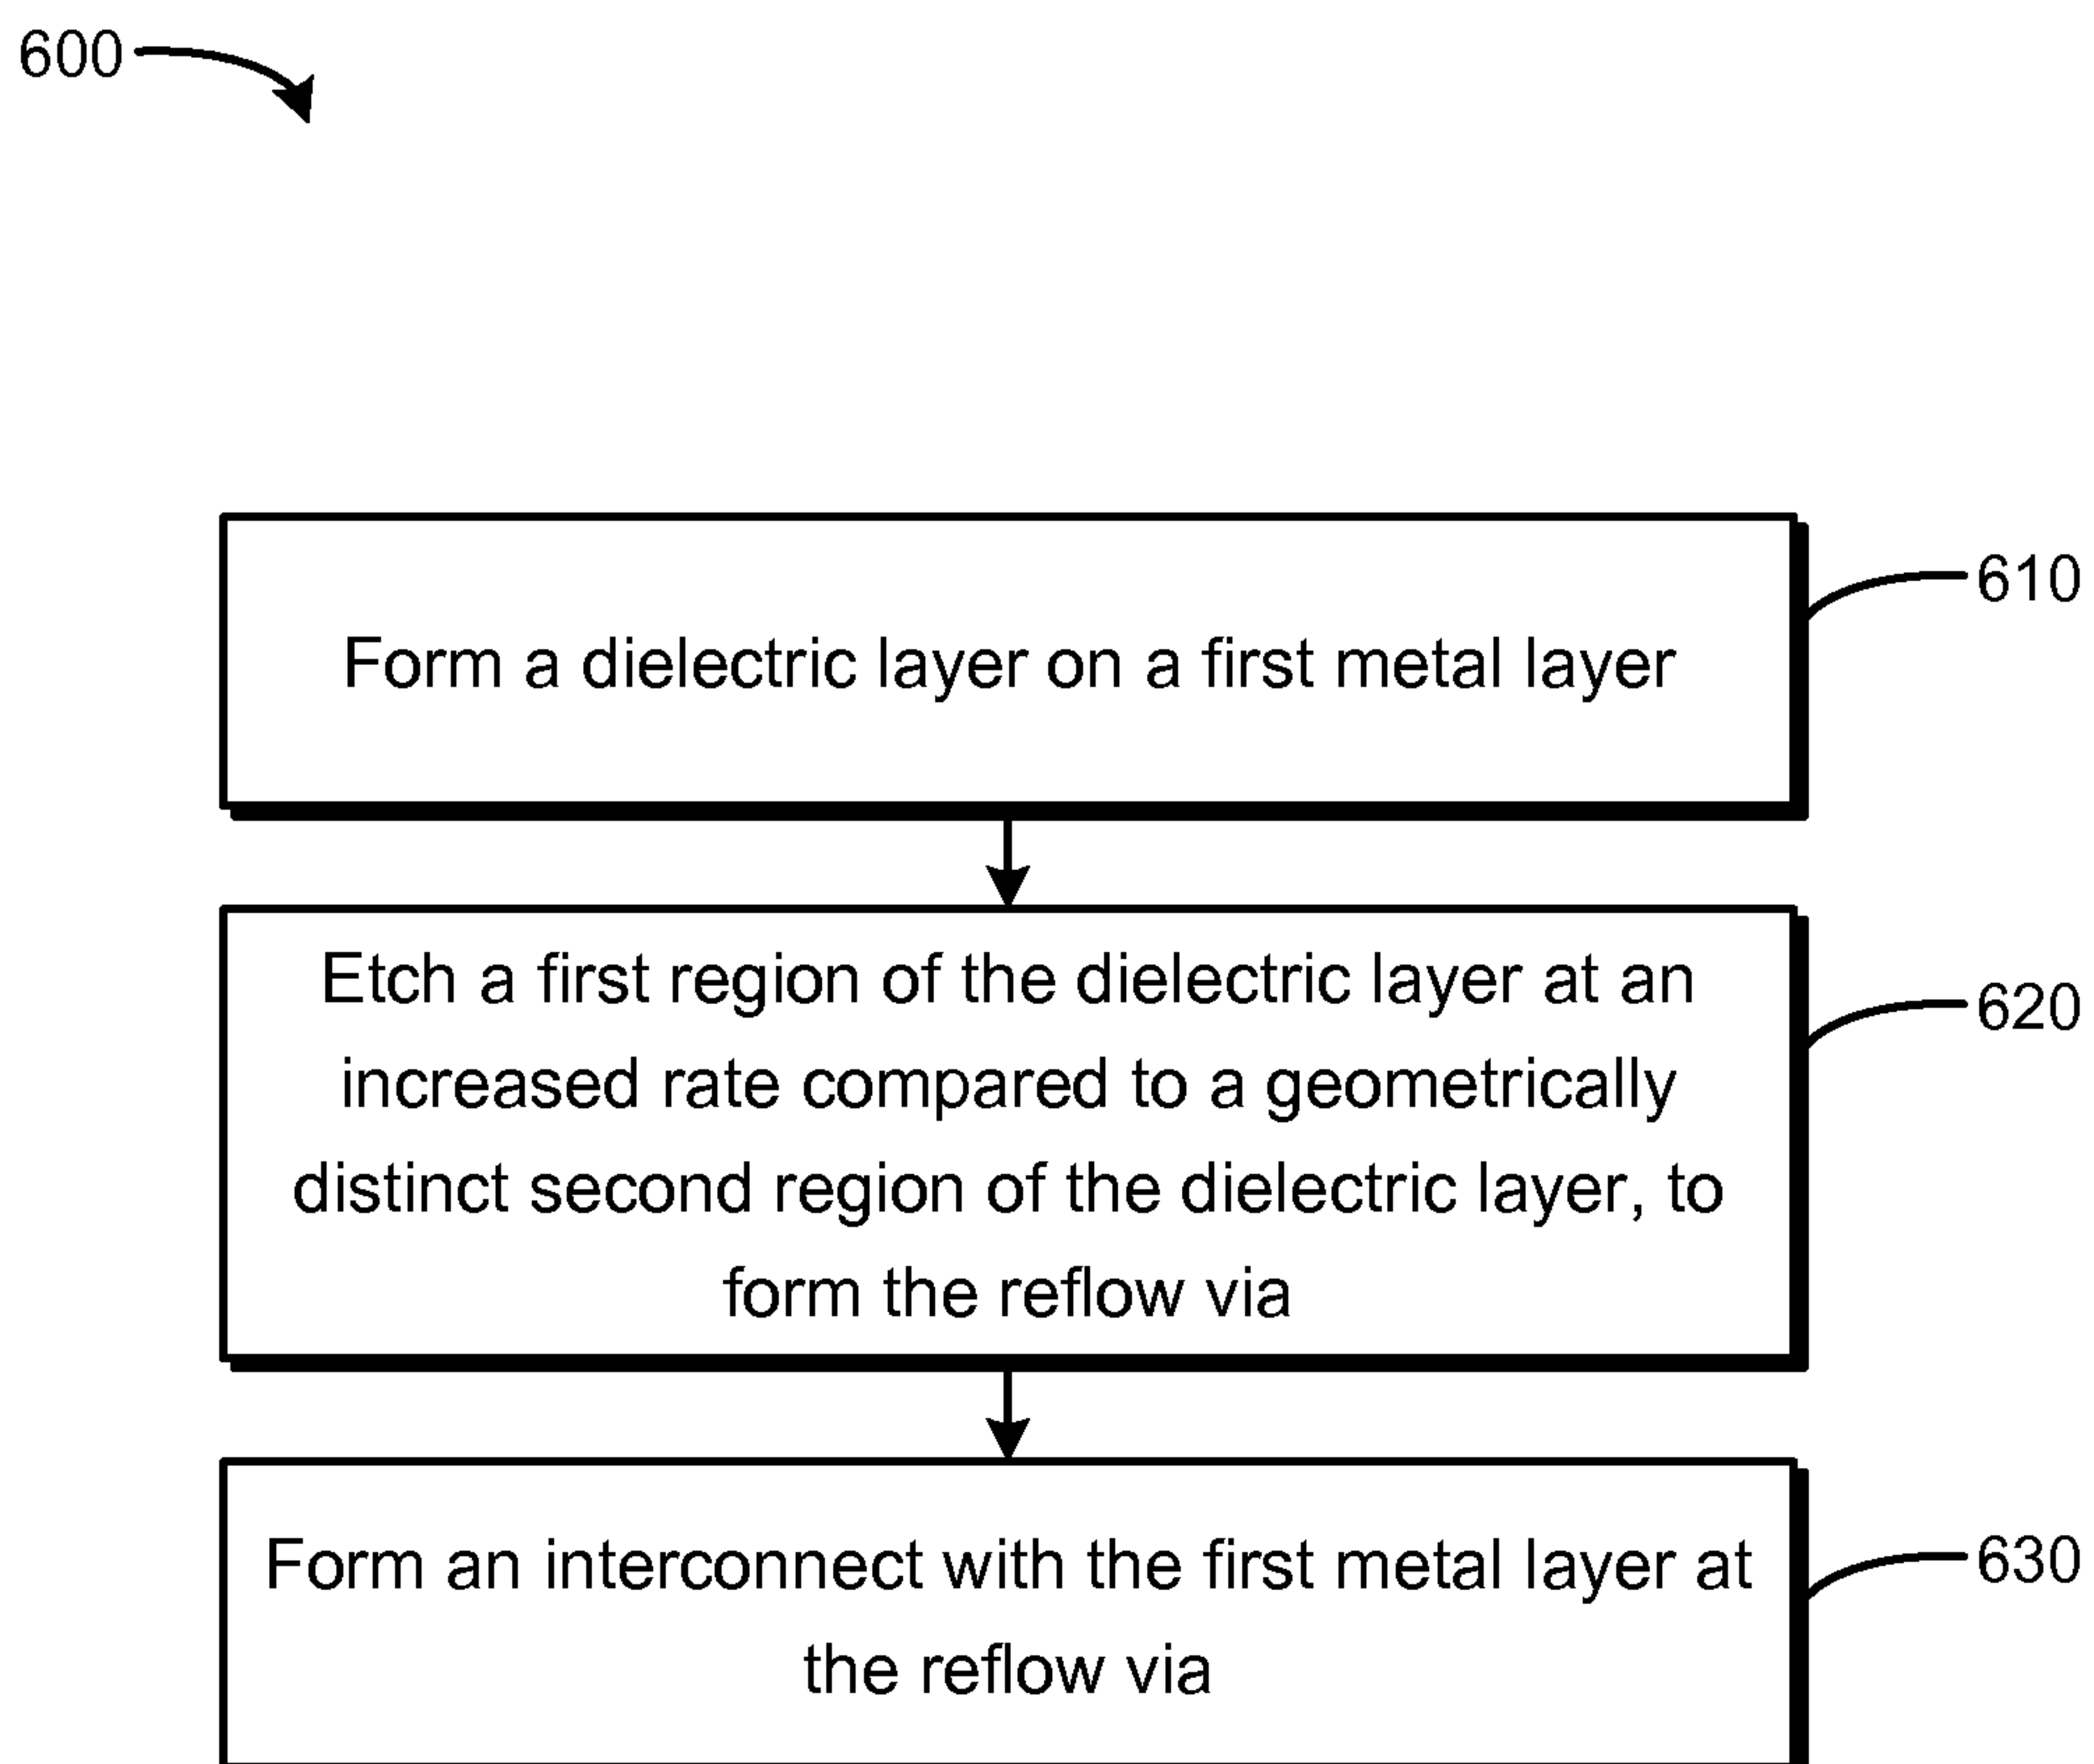 600
610
Form a dielectric layer on a first metal layer
620
Etch a first region of the dielectric layer at an
increased rate compared to a geometrically
distinct second region of the dielectric layer, to
form the reflow via
630
Form an interconnect with the first metal layer at
the reflow via